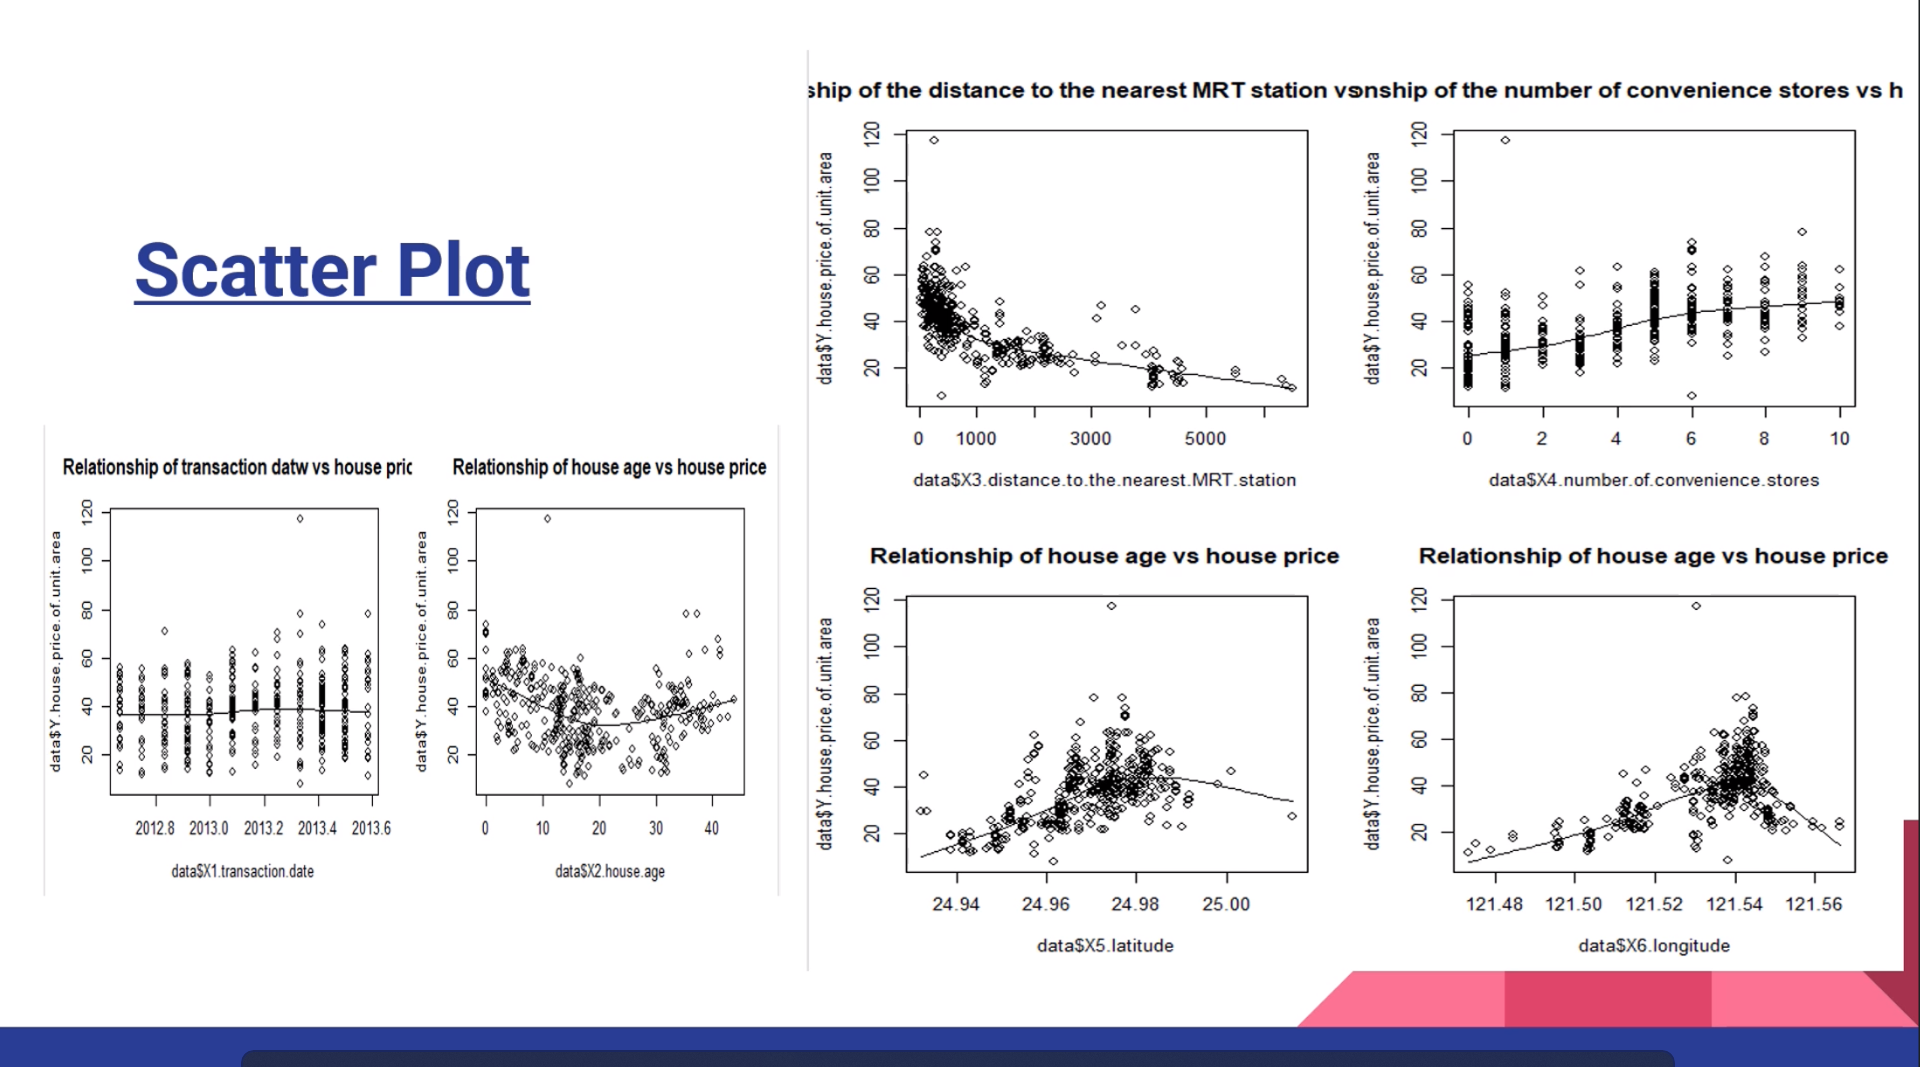 Scatter Plot
Relationship of transaction datw vs house pric
data$Y.house.price.of.unit.area
120
100
80
60
40
20
2012.8 2013.0 2013.2 2013.4 2013.6
data$X1.transaction.date
Relationship of house age vs house price
data$Y.house.price.of.unit.area
120
100
80
60
40
20
0 10 20 30 40
data$X2.house.age
ship of the distance to the nearest MRT station vs
data$Y.house.price.of.unit.area
120
100
80
60
40
20
0 1000 3000 5000
data$X3.distance.to.the.nearest.MRT.station
onship of the number of convenience stores vs h
data$Y.house.price.of.unit.area
120
100
80
60
40
20
0 2 4 6 8 10
data$X4.number.of.convenience.stores
Relationship of house age vs house price
data$Y.house.price.of.unit.area
120
100
80
60
40
20
24.94 24.96 24.98 25.00
data$X5.latitude
Relationship of house age vs house price
data$Y.house.price.of.unit.area
120
100
80
60
40
20
121.48 121.50 121.52 121.54 121.56
data$X6.longitude